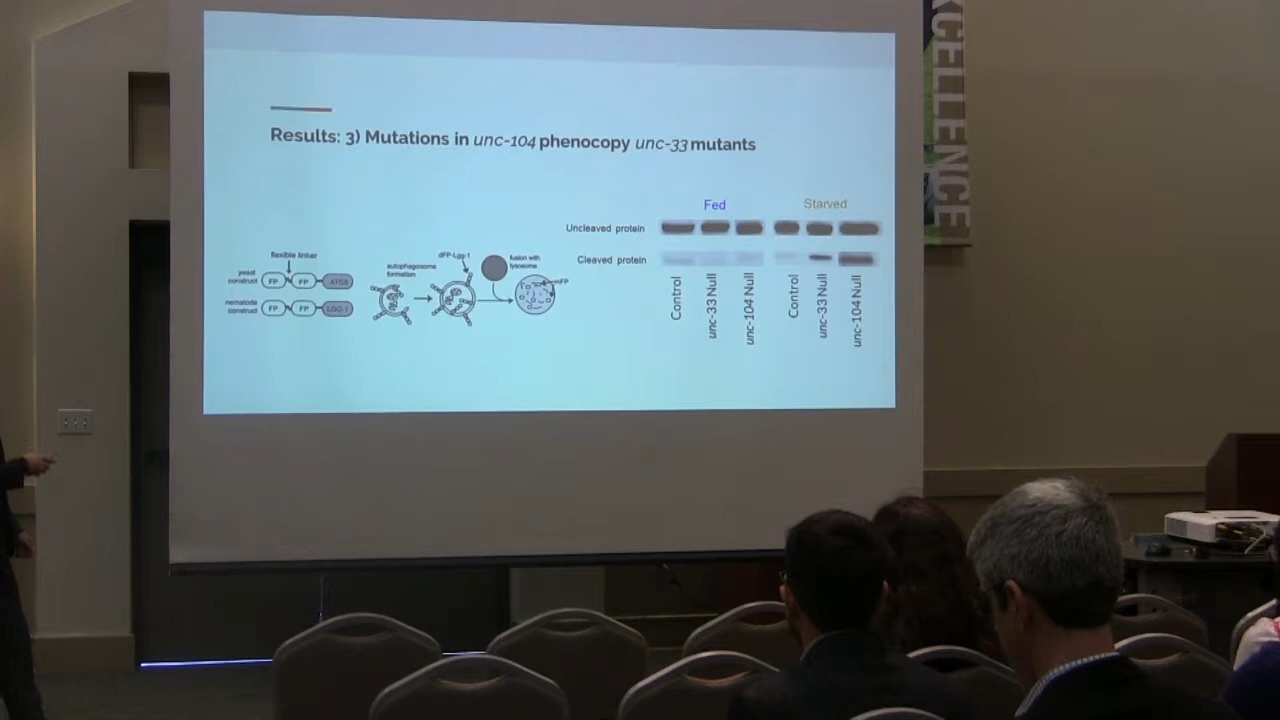 Results: 3) Mutations in unc-104 phenocopy unc-33 mutants
Fed
Starved
Uncleaved protein
Cleaved protein
Control
unc-33 Null
unc-104 Null
Control
unc-33 Null
unc-104 Null
flexible linker
yeast
construct
FP
FP
ATG8
nematode
construct
FP
FP
LGG-1
autophagosome
formation
dFP-Lgg-1
fusion with
lysosome
mFP
XCELLENCE